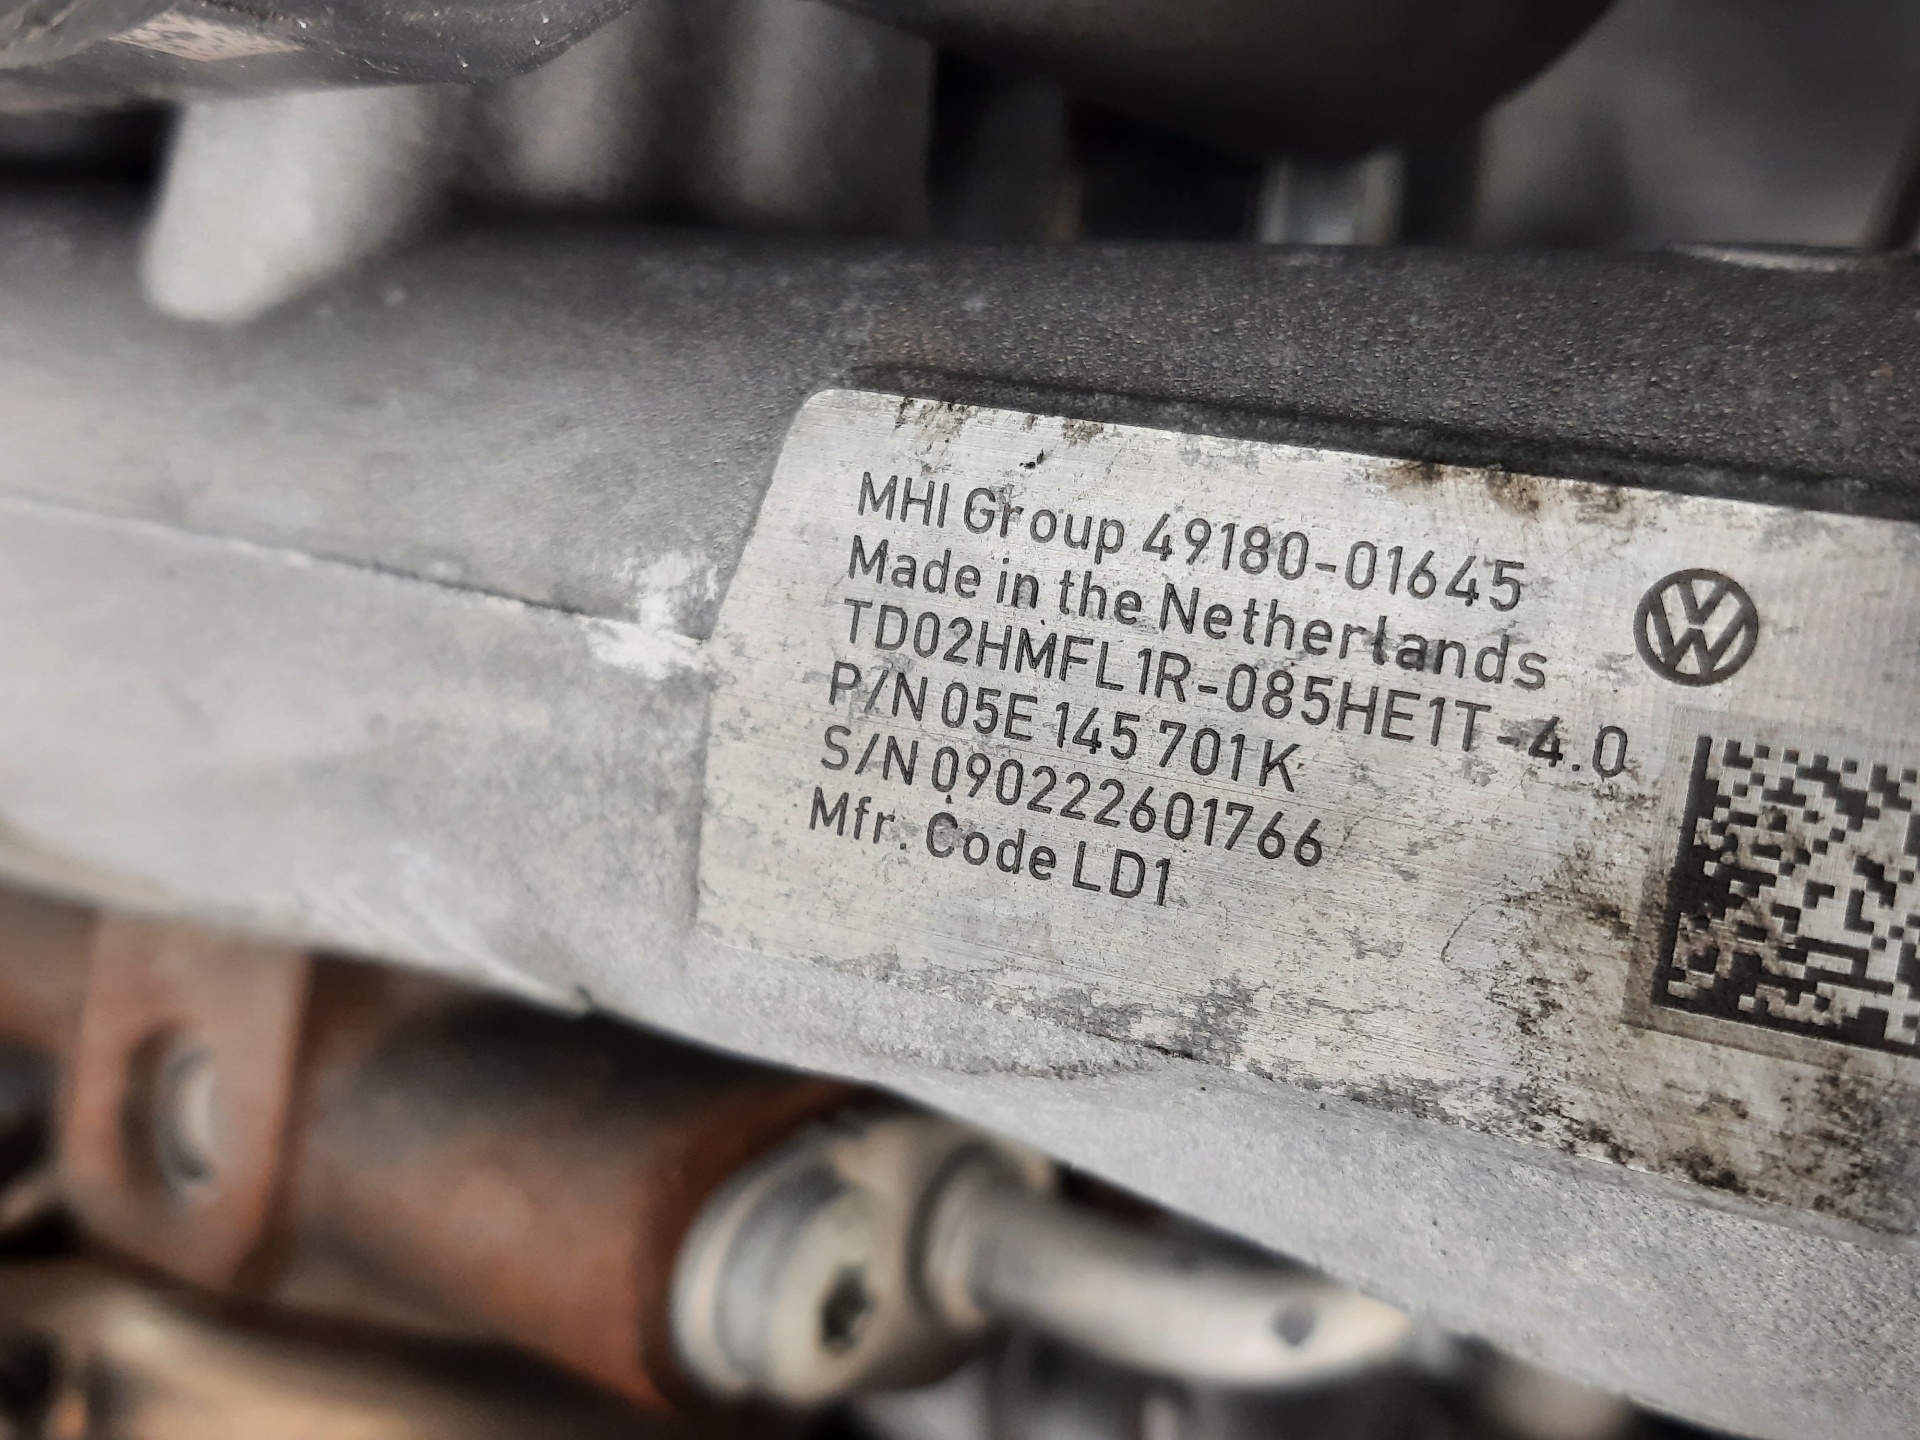 MHI Group 49180-01645
Made in the Netherlands
TD02HMFL1R-085HE1T-4.0
P/N 05E 145 701 K
S/N 090222601766
Mfr. Code LD1